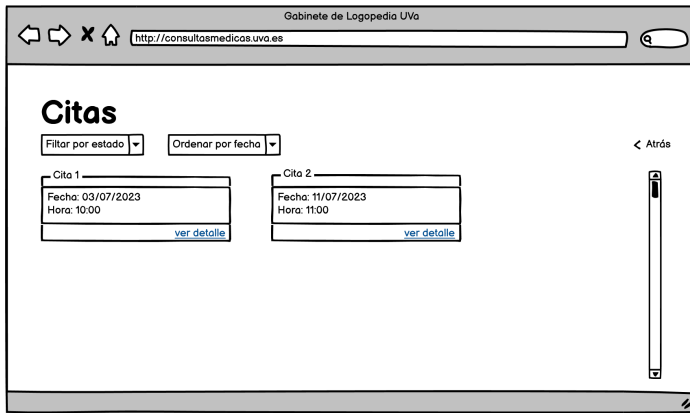 Gabinete de Logopedia UVa
http://consultasmedicas.uva.es
Citas
Filtar por estado
Ordenar por fecha
< Atrás
Cita 1
Fecha: 03/07/2023
Hora: 10:00
ver detalle
Cita 2
Fecha: 11/07/2023
Hora: 11:00
ver detalle